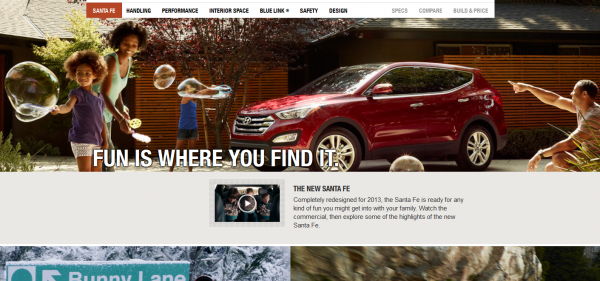 SANTA FE HANDLING PERFORMANCE INTERIOR SPACE BLUE LINK ® SAFETY DESIGN SPECS COMPARE BUILD & PRICE
FUN IS WHERE YOU FIND IT.
THE NEW SANTA FE
Completely redesigned for 2013, the Santa Fe is ready for any
kind of fun you might get into with your family. Watch the
commercial, then explore some of the highlights of the new
Santa Fe.
Bunny Lane